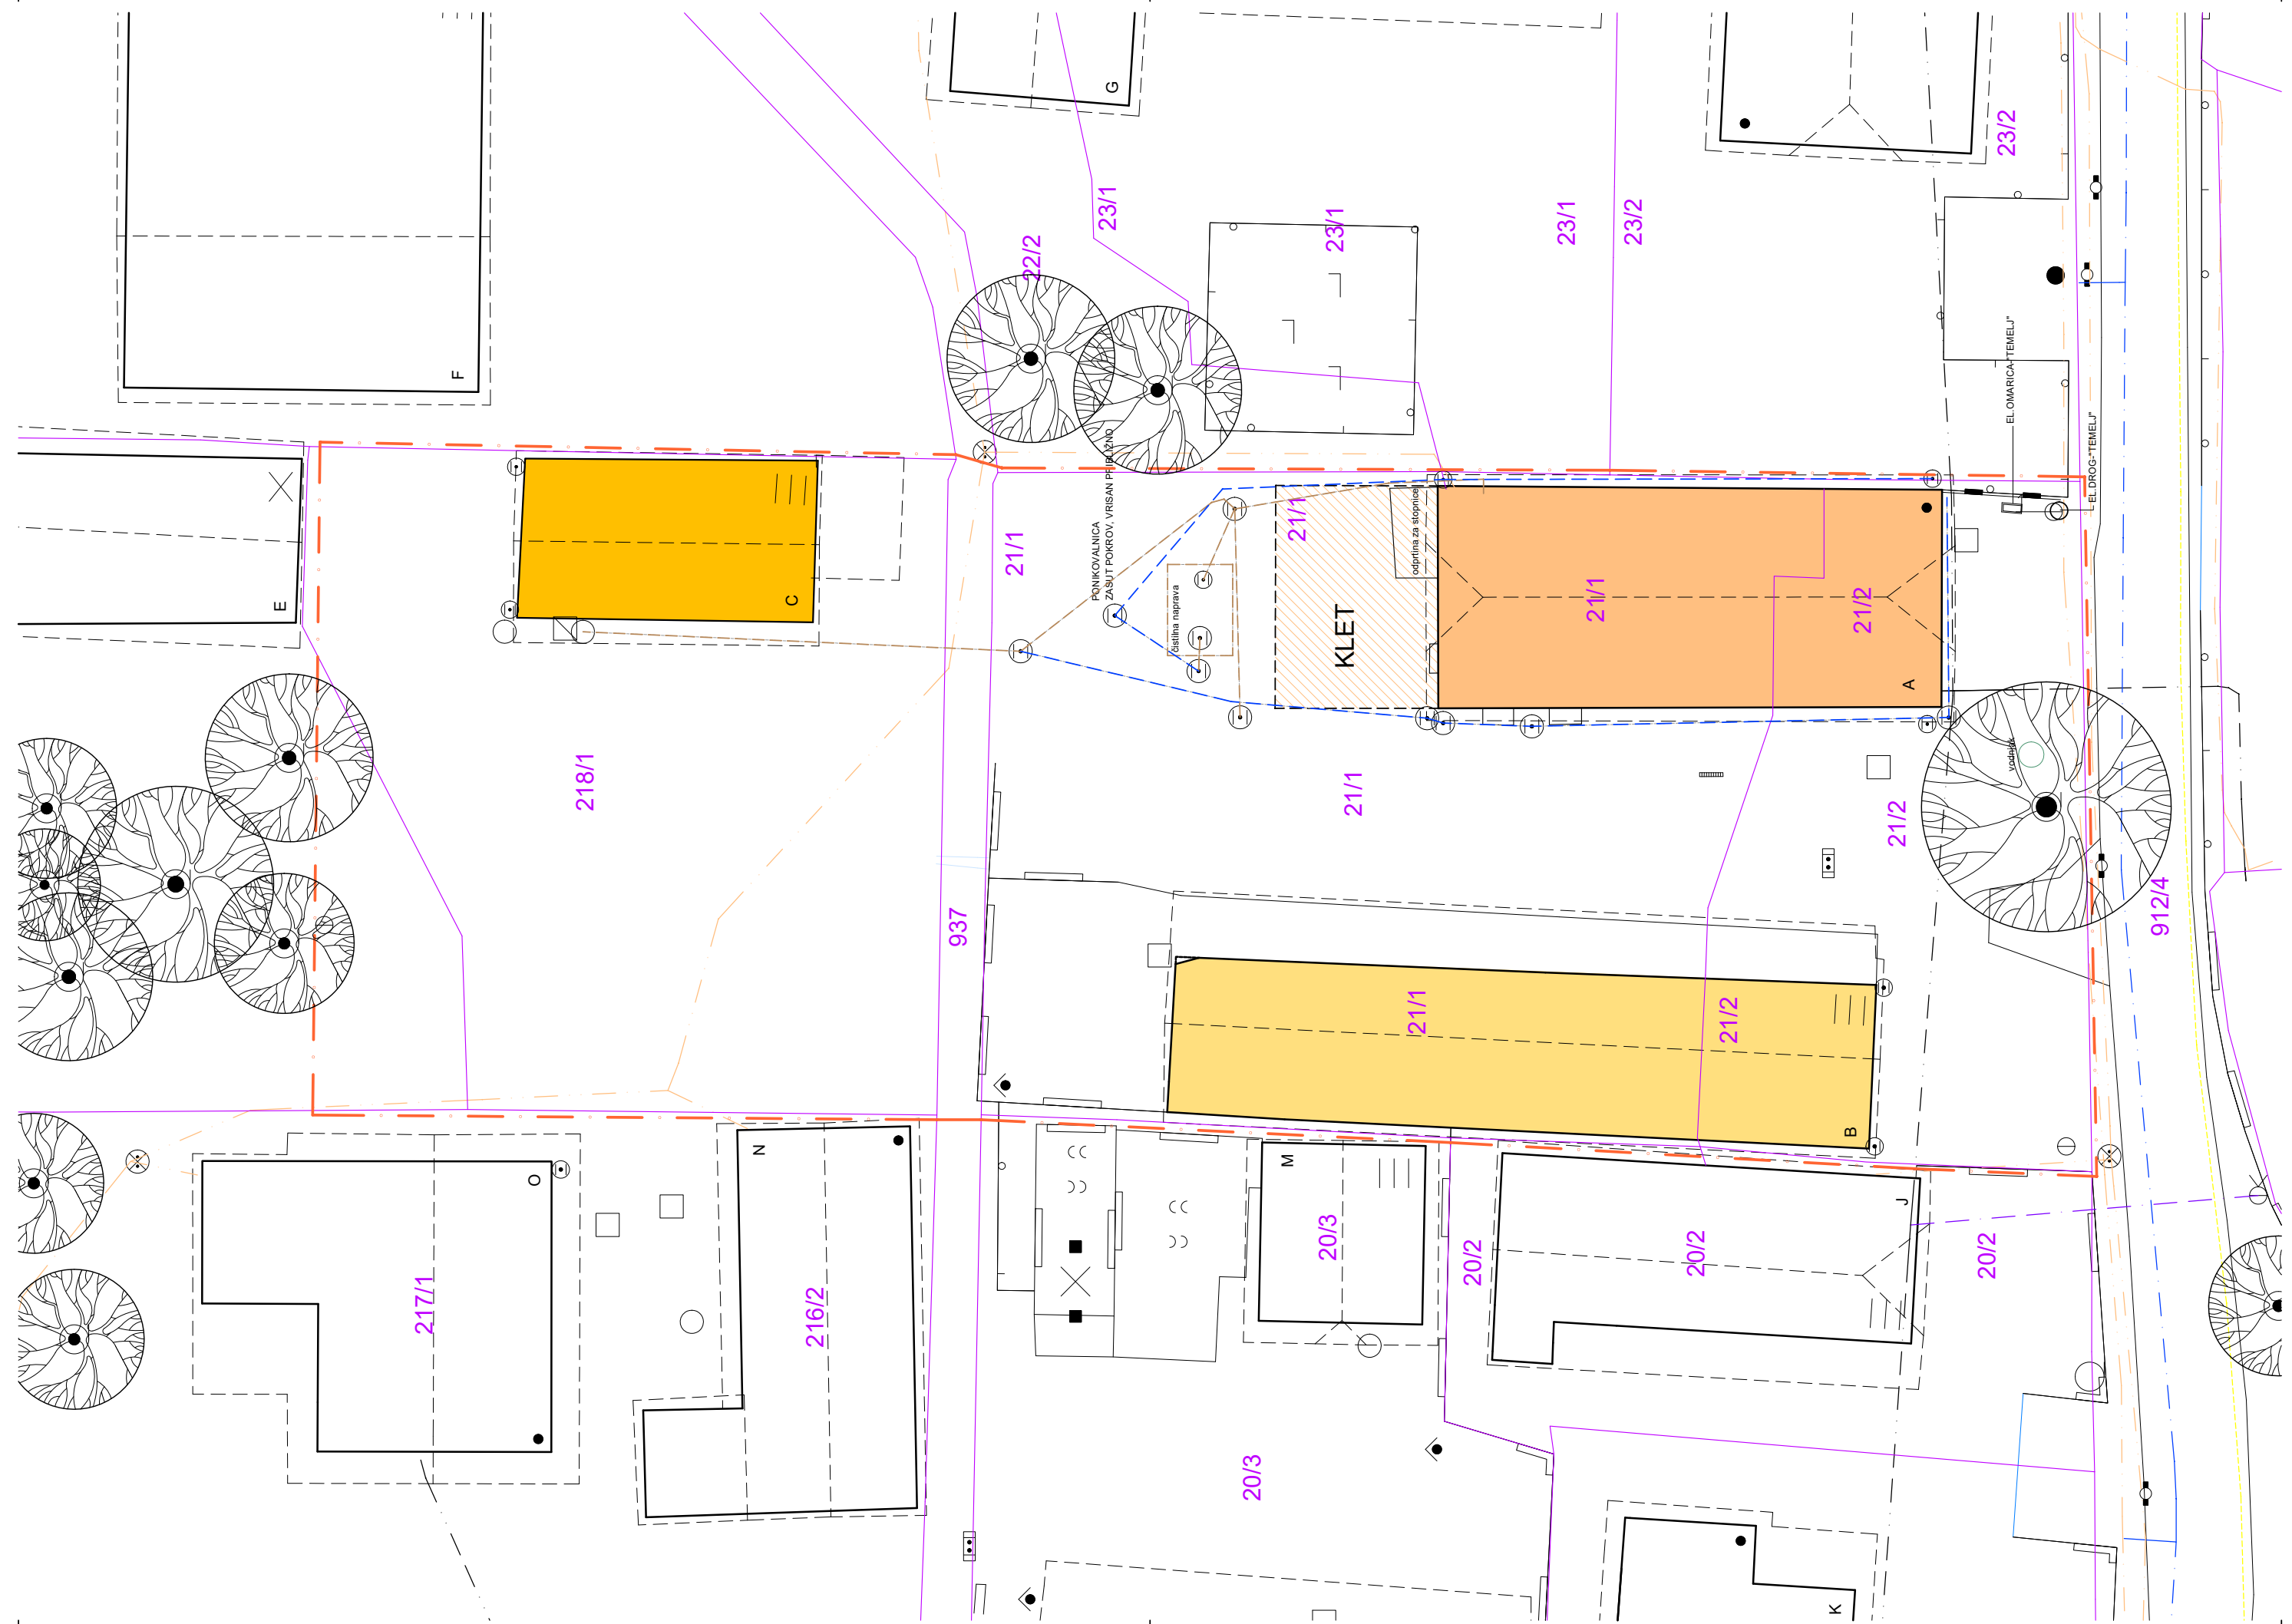 G
23/2
23/1
23/1
23/1
23/2
22/2
F
EL.OMARICA-"TEMELJ"
EL.DROG-"TEMELJ"
PONIKOVALNICA
ZASUT POKROV, VRISAN PRIBLIŽNO
odprtina za stopnice
21/1
21/1
E
C
čistilna naprava
KLET
21/1
21/2
A
vodnjak
218/1
21/1
21/2
937
912/4
21/1
21/2
B
N
M
O
J
20/3
20/2
20/2
20/2
217/1
216/2
20/3
K